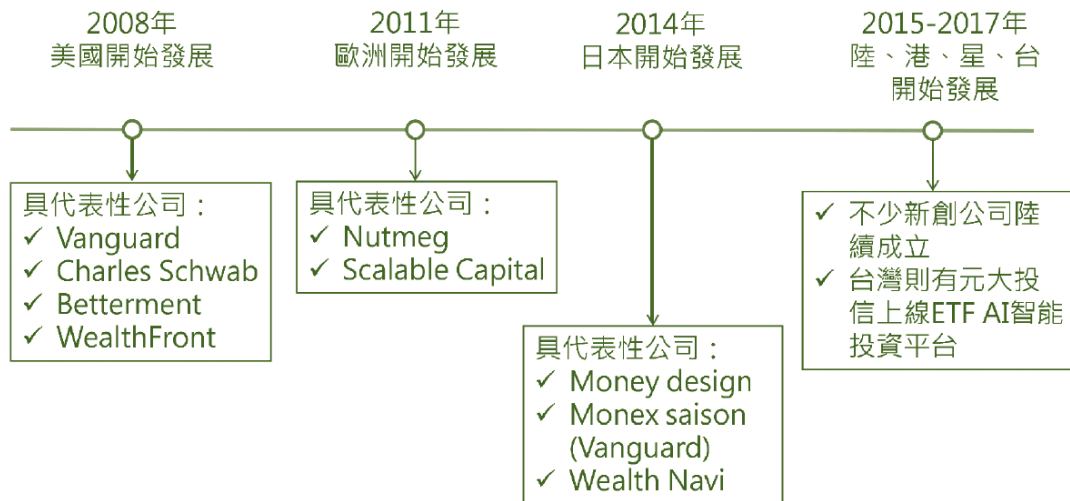 2008年
美國開始發展
2011年
歐洲開始發展
2014年
日本開始發展
2015-2017年
陸、港、星、台
開始發展
具代表性公司：
✓ Vanguard
✓ Charles Schwab
✓ Betterment
✓ WealthFront
具代表性公司：
✓ Nutmeg
✓ Scalable Capital
具代表性公司：
✓ Money design
✓ Monex saison
(Vanguard)
✓ Wealth Navi
✓ 不少新創公司陸
續成立
✓ 台灣則有元大投
信上線ETF AI智能
投資平台